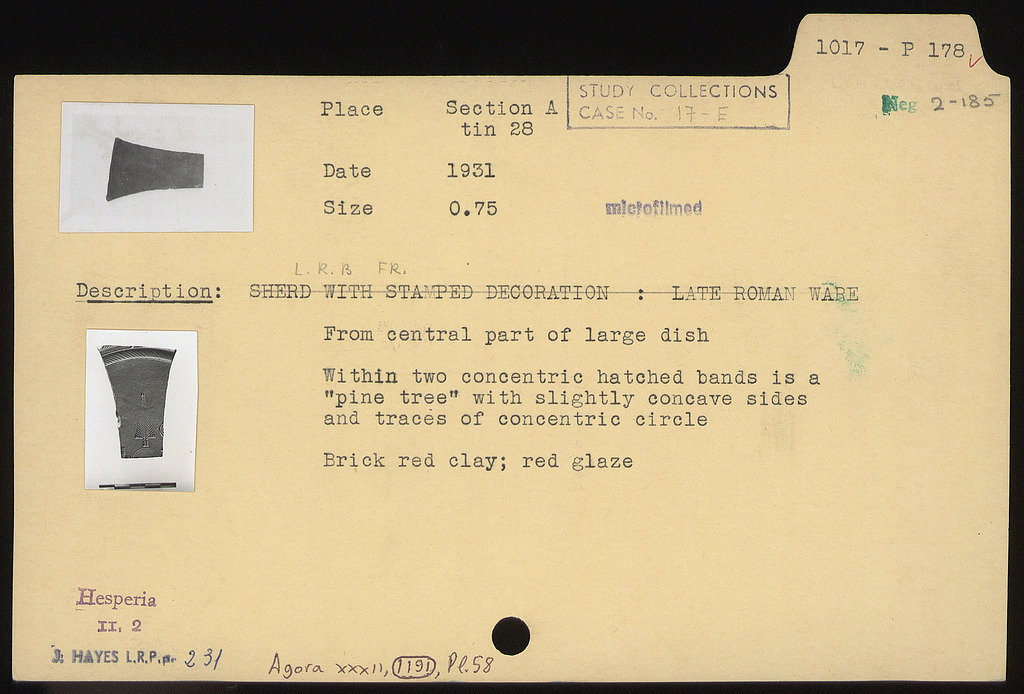 1017 - P 178 ✓
Neg 2-185
STUDY COLLECTIONS
CASE No. 17-E
Place Section A
tin 28
Date 1931
Size 0.75
microfilmed
L. R. B FR.
Description: SHERD WITH STAMPED DECORATION : LATE ROMAN WARE
From central part of large dish
Within two concentric hatched bands is a
"pine tree" with slightly concave sides
and traces of concentric circle
Brick red clay; red glaze
Hesperia
II, 2
J. HAYES L.R.P. p. 231
Agora XXXII, 1191, Pl. 58